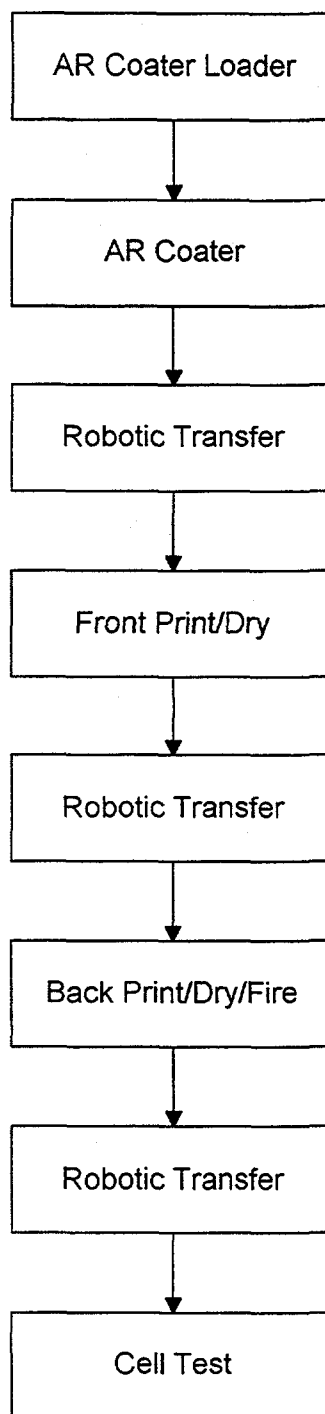 AR Coater Loader
AR Coater
Robotic Transfer
Front Print/Dry
Robotic Transfer
Back Print/Dry/Fire
Robotic Transfer
Cell Test